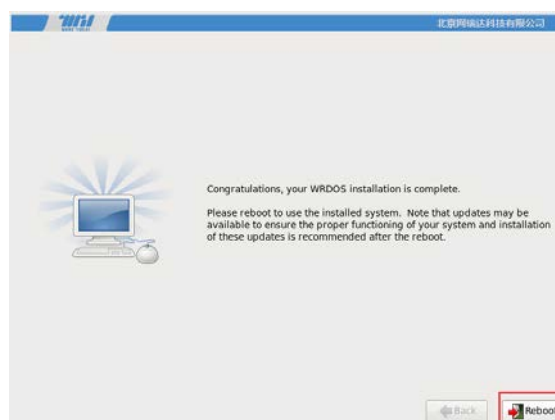 北京网瑞达科技有限公司
Congratulations, your WRDOS installation is complete.
Please reboot to use the installed system. Note that updates may be
available to ensure the proper functioning of your system and installation
of these updates is recommended after the reboot.
Back
Reboot